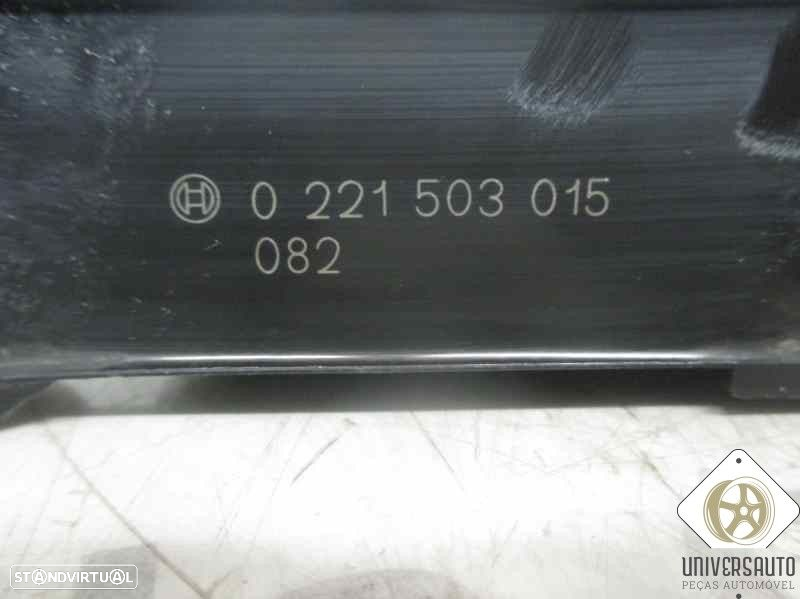 0 221 503 015
082
STANDVIRTUAL
UNIVERSAUTO
PEÇAS AUTOMÓVEL